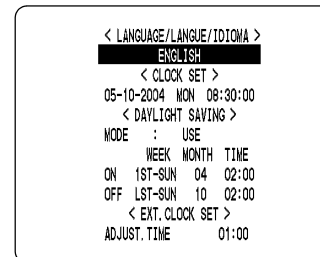 < LANGUAGE/LANGUE/IDIOMA >
ENGLISH
< CLOCK SET >
05-10-2004 MON 08:30:00
< DAYLIGHT SAVING >
MODE : USE
WEEK MONTH TIME
ON 1ST-SUN 04 02:00
OFF LST-SUN 10 02:00
< EXT.CLOCK SET >
ADJUST.TIME 01:00